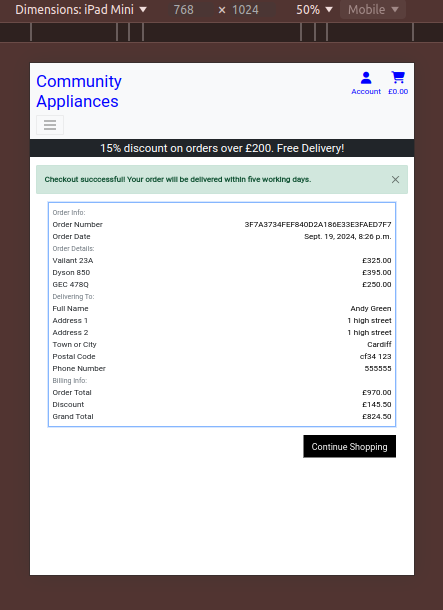 Dimensions: iPad Mini 768 × 1024 50% Mobile
Community
Appliances
Account £0.00
15% discount on orders over £200. Free Delivery!
Checkout succcessful! Your order will be delivered within five working days.
Order Info:
Order Number 3F7A3734FEF840D2A186E33E3FAED7F7
Order Date Sept. 19, 2024, 8:26 p.m.
Order Details:
Vailant 23A £325.00
Dyson 850 £395.00
GEC 478Q £250.00
Delivering To:
Full Name Andy Green
Address 1 1 high street
Address 2 1 high street
Town or City Cardiff
Postal Code cf34 123
Phone Number 555555
Billing Info:
Order Total £970.00
Discount £145.50
Grand Total £824.50
Continue Shopping